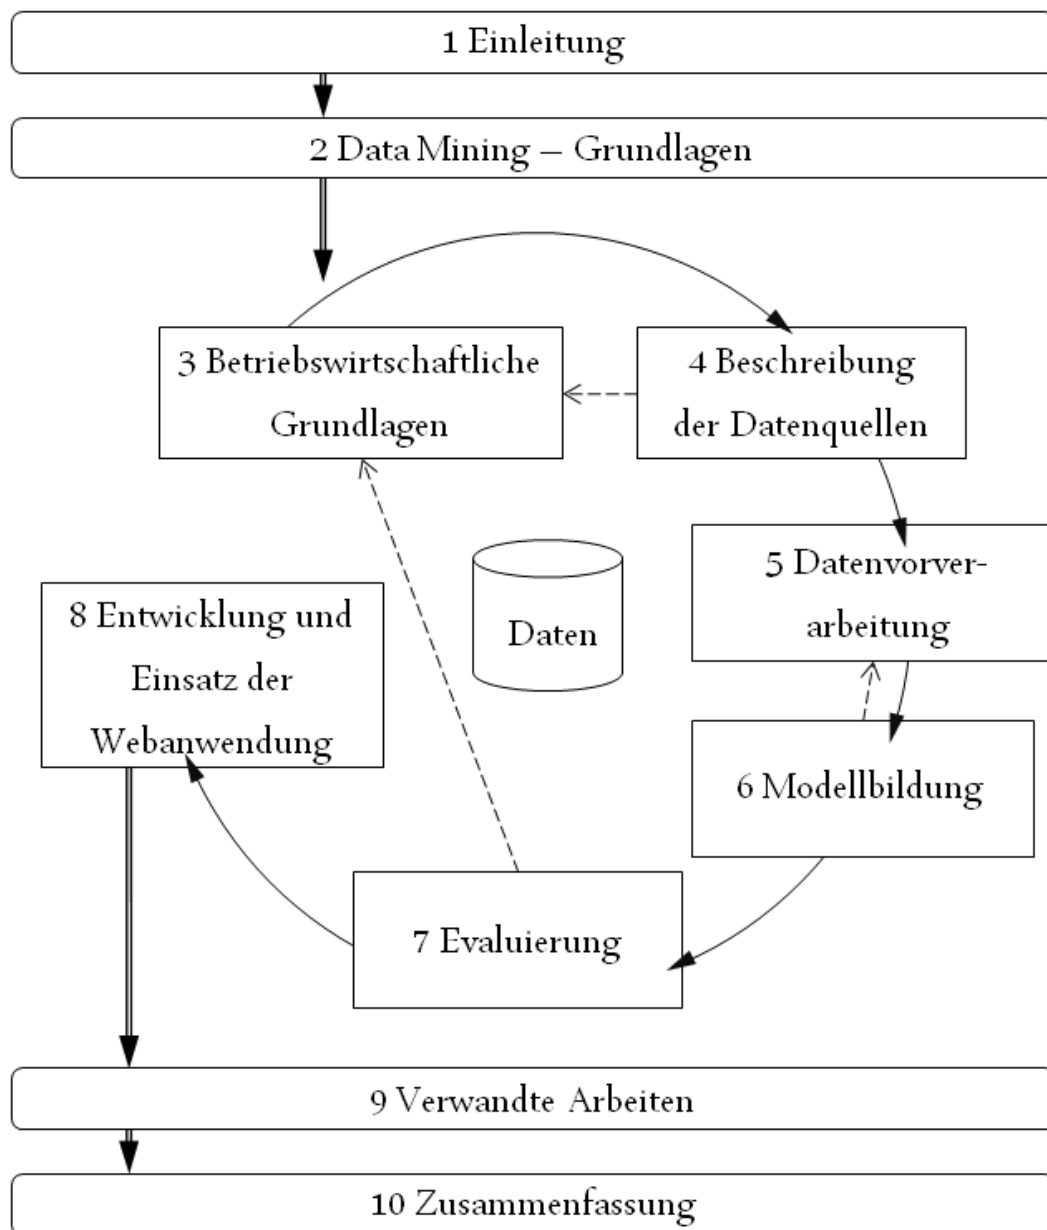 1 Einleitung
2 Data Mining – Grundlagen
3 Betriebswirtschaftliche
Grundlagen
4 Beschreibung
der Datenquellen
5 Datenvorver-
arbeitung
6 Modellbildung
7 Evaluierung
8 Entwicklung und
Einsatz der
Webanwendung
Daten
9 Verwandte Arbeiten
10 Zusammenfassung